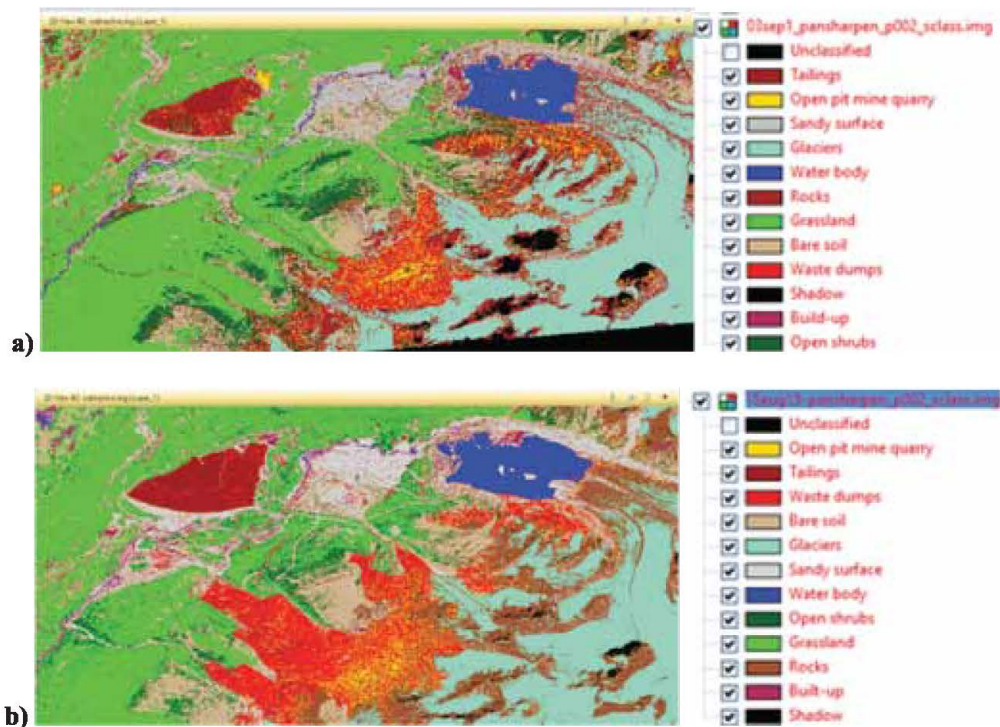 03sep1_pansharpen_p002_sclass.img
Unclassified
Tailings
Open pit mine quarry
Sandy surface
Glaciers
Water body
Rocks
Grassland
Bare soil
Waste dumps
Shadow
Build-up
Open shrubs
a)
pansharpen_p002_sclass.img
Unclassified
Open pit mine quarry
Tailings
Waste dumps
Bare soil
Glaciers
Sandy surface
Water body
Open shrubs
Grassland
Rocks
Built-up
Shadow
b)